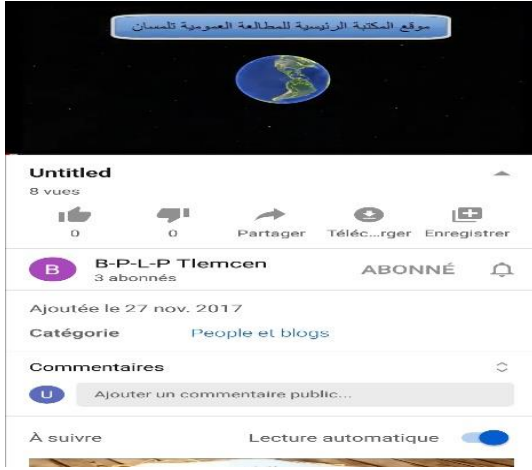 موقع المكتبة الرئيسية للمطالعة العمومية تلمسان
Untitled
8 vues
0 0 Partager Téléc...rger Enregistrer
B B-P-L-P Tlemcen ABONNÉ
3 abonnés
Ajoutée le 27 nov. 2017
Catégorie People et blogs
Commentaires
U Ajouter un commentaire public...
À suivre Lecture automatique